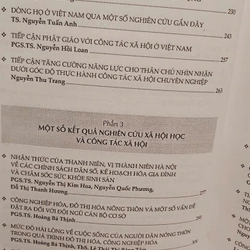 DÒNG HỌ Ở VIỆT NAM QUA MỘT SỐ NGHIÊN CỨU GẦN ĐÂY
TS. Nguyễn Tuấn Anh
TIẾP CẬN PHẬT GIÁO VỚI CÔNG TÁC XÃ HỘI Ở VIỆT NAM
PGS.TS. Nguyễn Hồi Loan
TIẾP CẬN TĂNG CƯỜNG NĂNG LỰC CHO THÂN CHỦ NHÌN NHẬN
DƯỚI GÓC ĐỘ THỰC HÀNH CÔNG TÁC XÃ HỘI CHUYÊN NGHIỆP
Nguyễn Thu Trang
230
PHẦN 3
MỘT SỐ KẾT QUẢ NGHIÊN CỨU XÃ HỘI HỌC
VÀ CÔNG TÁC XÃ HỘI
NHẬN THỨC CỦA THANH NIÊN, VỊ THÀNH NIÊN HÀ NỘI
VỀ CÁC CHÍNH SÁCH DÂN SỐ, KẾ HOẠCH HÓA GIA ĐÌNH
VÀ CHĂM SÓC SỨC KHỎE SINH SẢN
PGS.TS. Nguyễn Thị Kim Hoa, Nguyễn Quốc Phương,
Đỗ Thị Thanh Hương
CÔNG NGHIỆP HÓA, ĐÔ THỊ HÓA NÔNG THÔN VÀ MỘT SỐ VẤN ĐỀ
ĐẶT RA ĐỐI VỚI ĐỘI NGŨ CÁN BỘ CƠ SỞ
PGS.TS. Hoàng Bá Thịnh
MỨC ĐỘ HÀI LÒNG VỀ CUỘC SỐNG CỦA NGƯỜI DÂN NÔNG THÔN
TRONG QUÁ TRÌNH ĐÔ THỊ HÓA, CÔNG NGHIỆP HÓA
PGS.TS. Hoàng Bá Thịnh